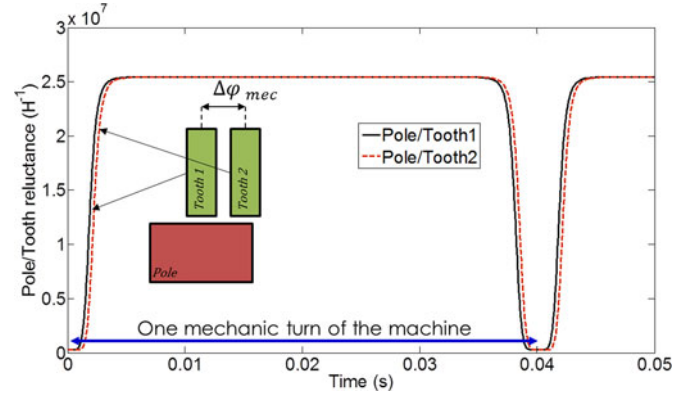 3 x 10^7
2.5
2
1.5
1
0.5
0
Pole/Tooth reluctance (H^-1)
Δφ mec
Tooth 1
Tooth 2
Pole
Pole/Tooth1
Pole/Tooth2
One mechanic turn of the machine
0 0.01 0.02 0.03 0.04 0.05
Time (s)